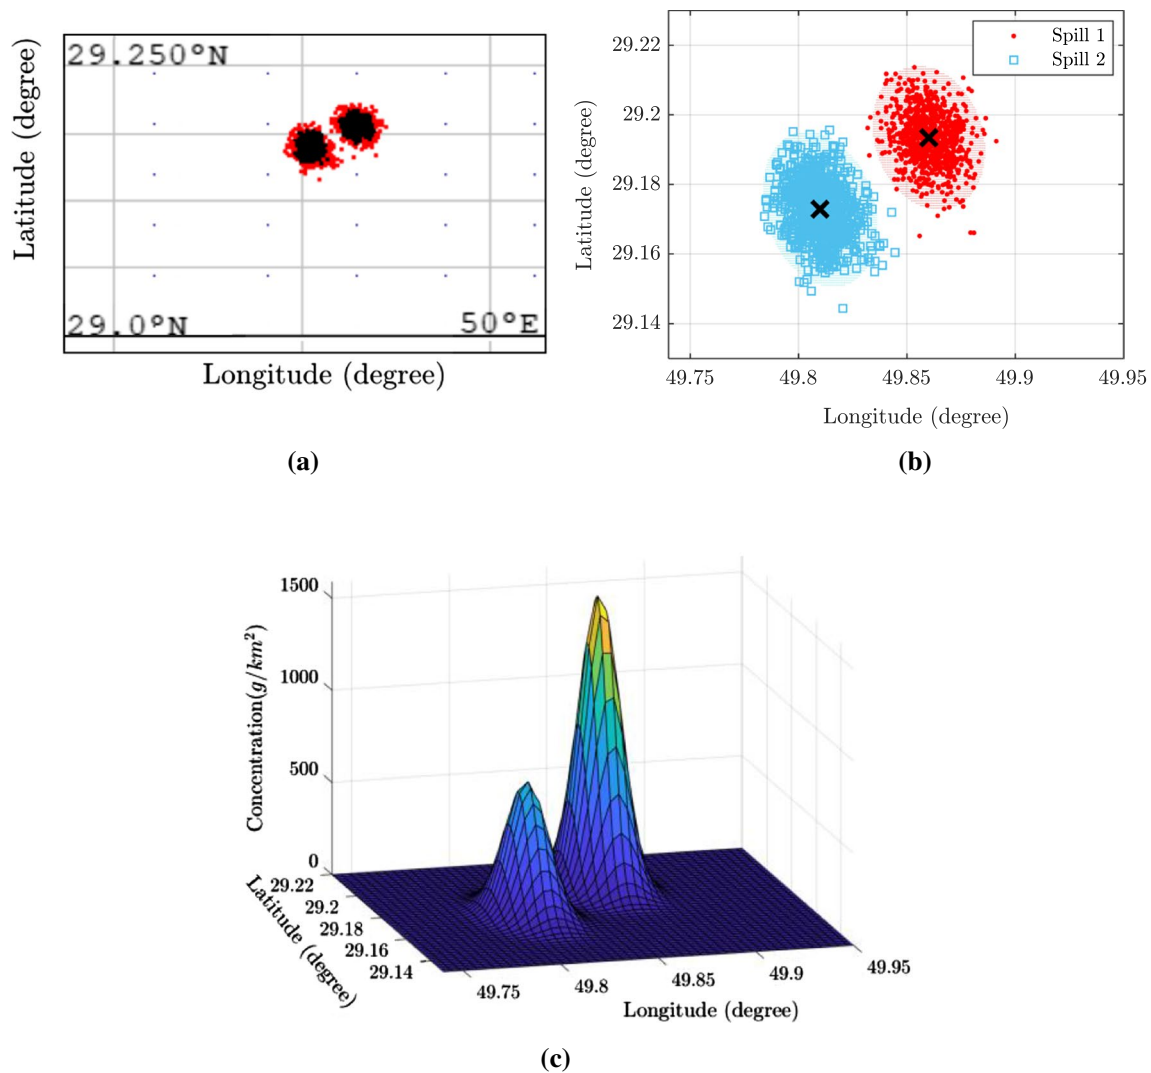 29.250°N
29.0°N
50°E
Latitude (degree)
Longitude (degree)
(a)
Spill 1
Spill 2
29.22
29.2
29.18
29.16
29.14
49.75
49.8
49.85
49.9
49.95
Latitude (degree)
Longitude (degree)
(b)
1500
1000
500
0
Concentration(g/km²)
29.22
29.2
29.18
29.16
29.14
Latitude (degree)
49.75
49.8
49.85
49.9
49.95
Longitude (degree)
(c)